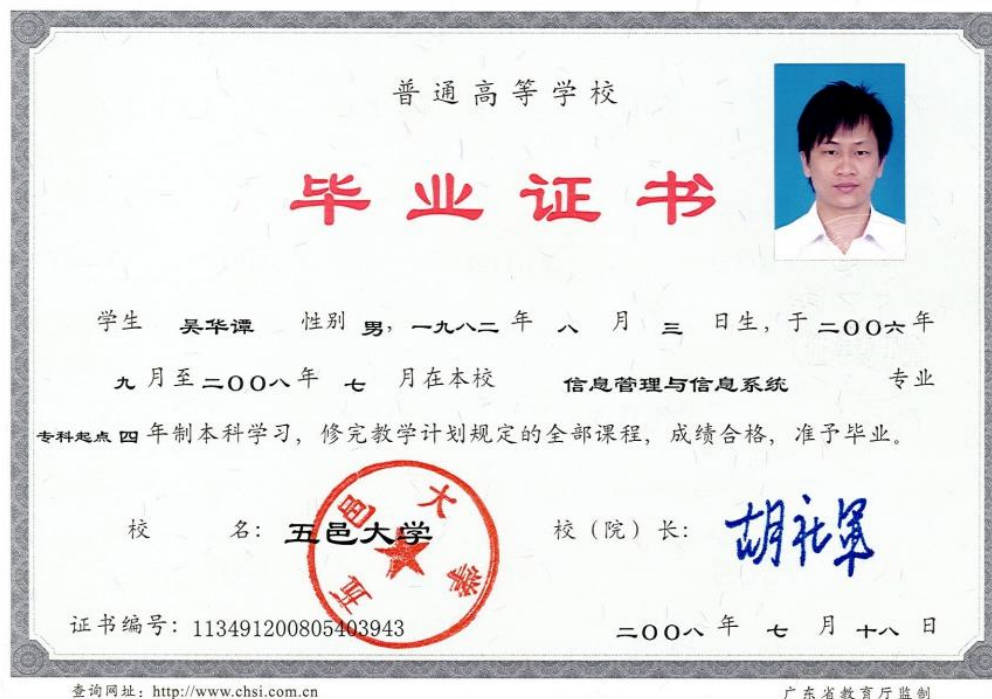 普通高等学校
毕业证书
学生 吴华谭 性别 男，一九八二 年 八 月 三 日生，于 二〇〇六 年
九 月至 二〇〇八 年 七 月在本校 信息管理与信息系统 专业
专科起点 四 年制本科学习，修完教学计划规定的全部课程，成绩合格，准予毕业。
校 名：五邑大学 校（院）长：胡社军
五邑大学
证书编号：113491200805403943 二〇〇八 年 七 月 十八 日
查询网址：http://www.chsi.com.cn 广东省教育厅监制